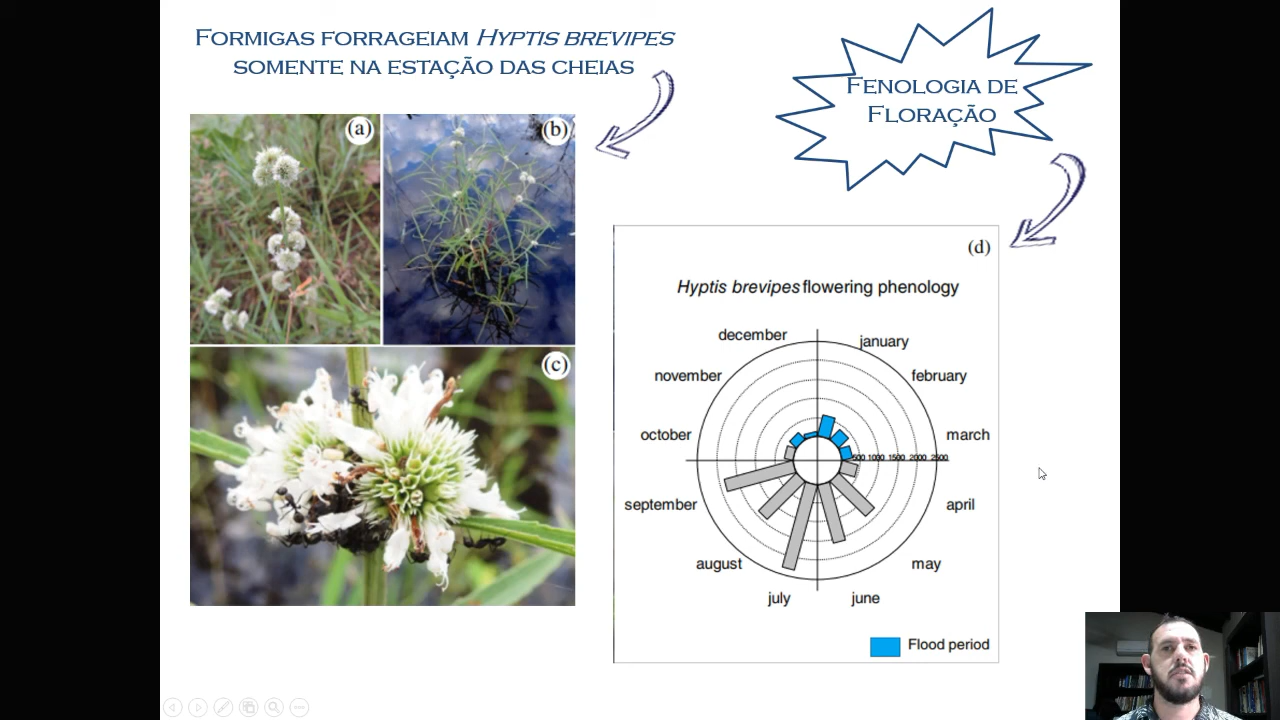 Formigas forrageiam Hyptis brevipes
somente na estação das cheias
Fenologia de
Floração
(a)
(b)
(c)
(d)
Hyptis brevipes flowering phenology
december
january
november
february
october
march
500 1000 1500 2000 2500
september
april
august
may
july
june
Flood period